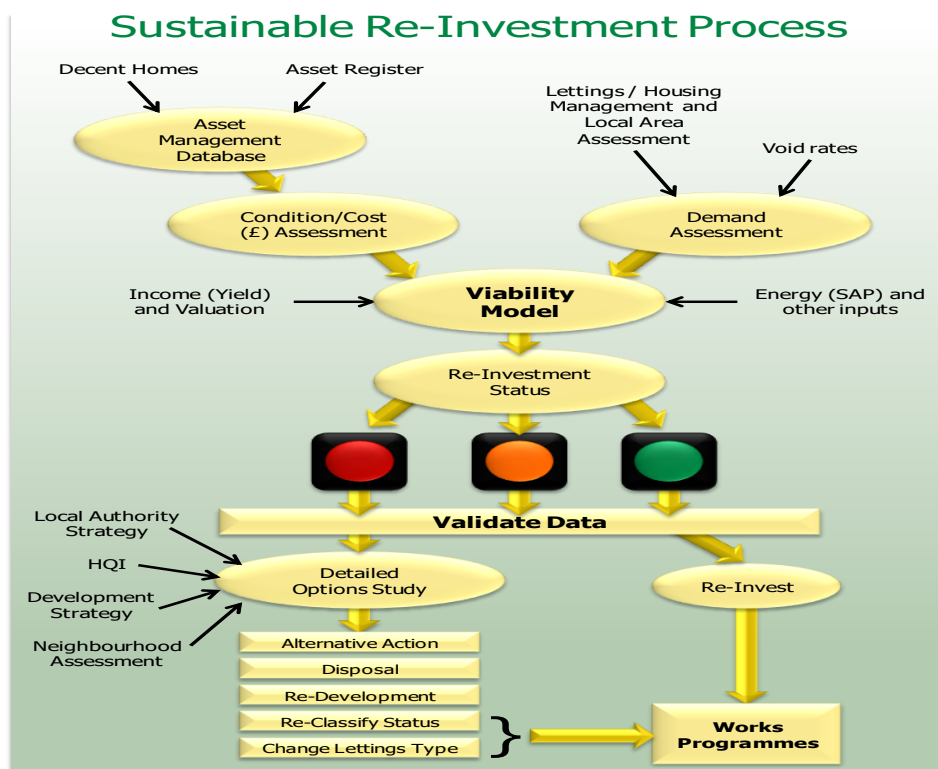 Sustainable Re-Investment Process
Decent Homes
Asset Register
Asset
Management
Database
Lettings / Housing
Management and
Local Area
Assessment
Void rates
Condition/Cost
(£) Assessment
Demand
Assessment
Income (Yield)
and Valuation
Viability
Model
Energy (SAP) and
other inputs
Re-Investment
Status
Validate Data
Local Authority
Strategy
HQI
Development
Strategy
Neighbourhood
Assessment
Detailed
Options Study
Re-Invest
Alternative Action
Disposal
Re-Development
Re-Classify Status
Change Lettings Type
Works
Programmes